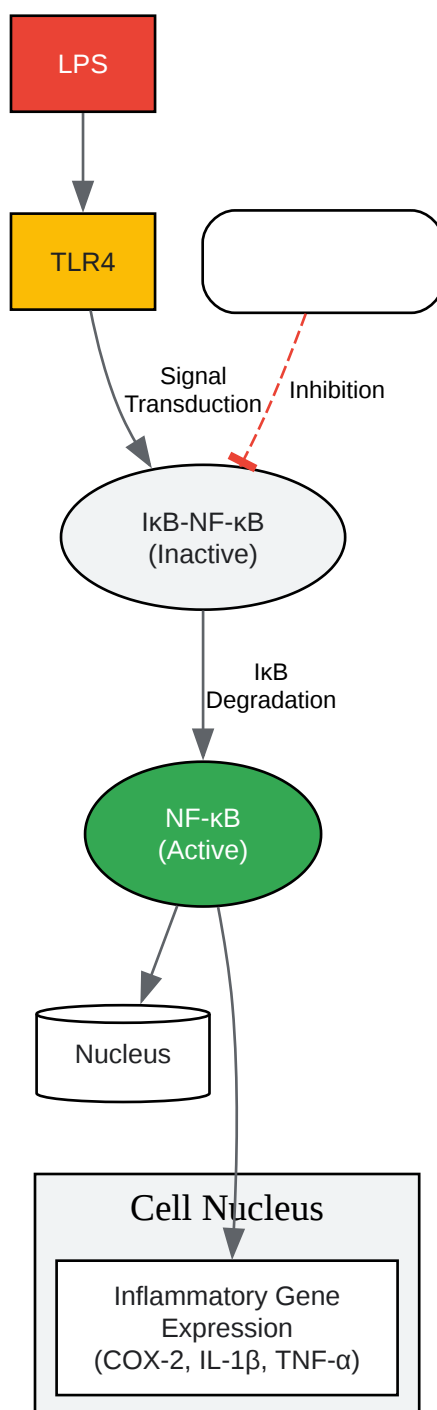 LPS
TLR4
Signal
Transduction
Inhibition
IκB-NF-κB
(Inactive)
IκB
Degradation
NF-κB
(Active)
Nucleus
Cell Nucleus
Inflammatory Gene
Expression
(COX-2, IL-1β, TNF-α)